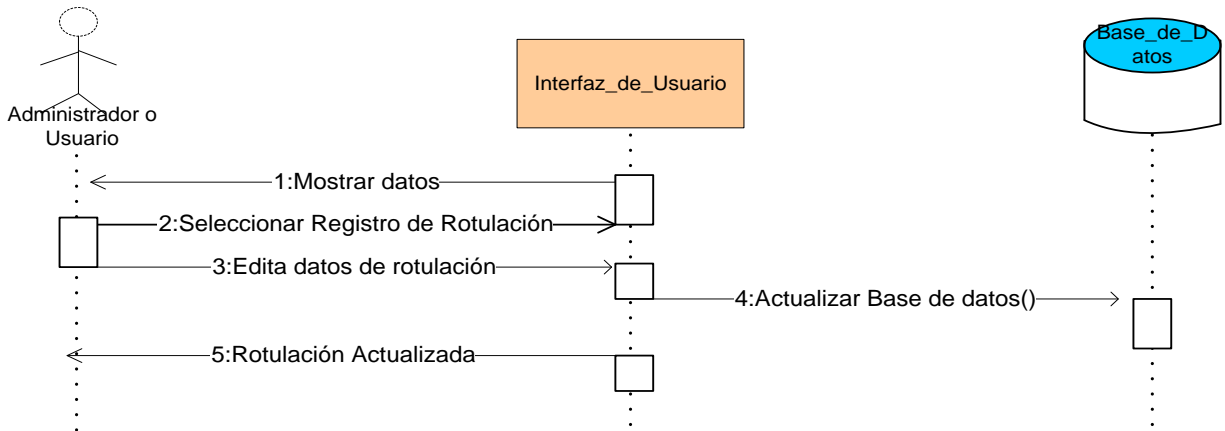 Administrador o
Usuario
Interfaz_de_Usuario
Base_de_D
atos
1:Mostrar datos
2:Seleccionar Registro de Rotulación
3:Edita datos de rotulación
4:Actualizar Base de datos()
5:Rotulación Actualizada